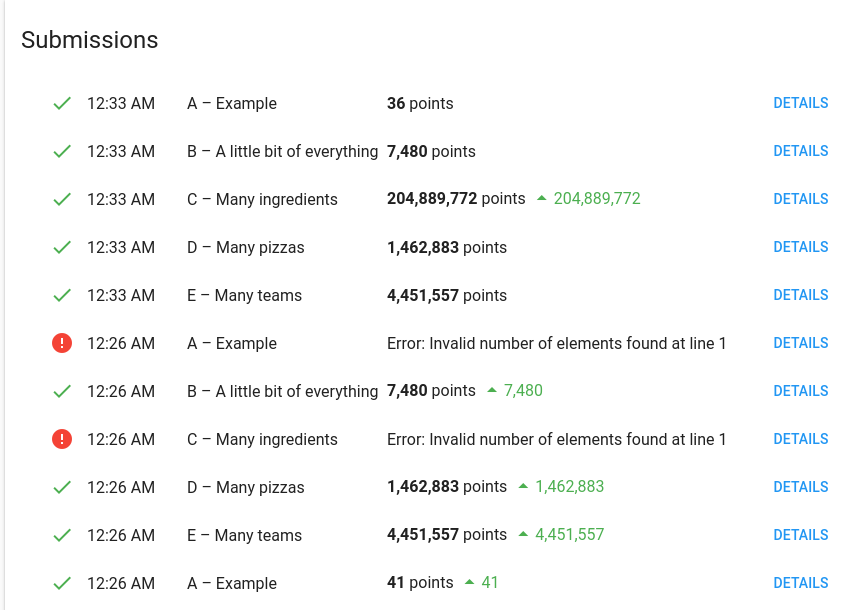 Submissions
12:33 AM A – Example 36 points DETAILS
12:33 AM B – A little bit of everything 7,480 points DETAILS
12:33 AM C – Many ingredients 204,889,772 points 204,889,772 DETAILS
12:33 AM D – Many pizzas 1,462,883 points DETAILS
12:33 AM E – Many teams 4,451,557 points DETAILS
12:26 AM A – Example Error: Invalid number of elements found at line 1 DETAILS
12:26 AM B – A little bit of everything 7,480 points 7,480 DETAILS
12:26 AM C – Many ingredients Error: Invalid number of elements found at line 1 DETAILS
12:26 AM D – Many pizzas 1,462,883 points 1,462,883 DETAILS
12:26 AM E – Many teams 4,451,557 points 4,451,557 DETAILS
12:26 AM A – Example 41 points 41 DETAILS